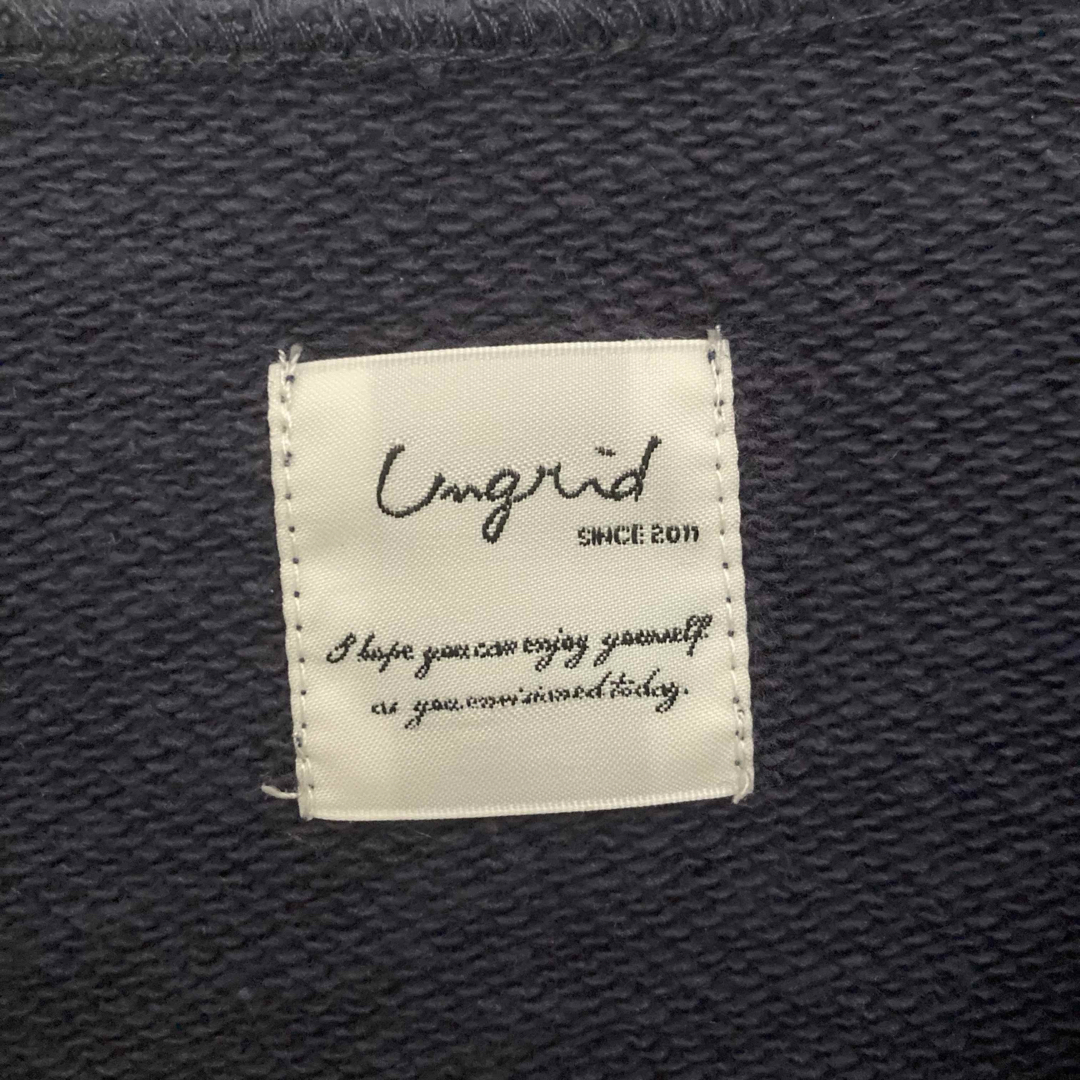 Ungrid
SINCE 2011
I hope you can enjoy yourself
as you envisioned today.